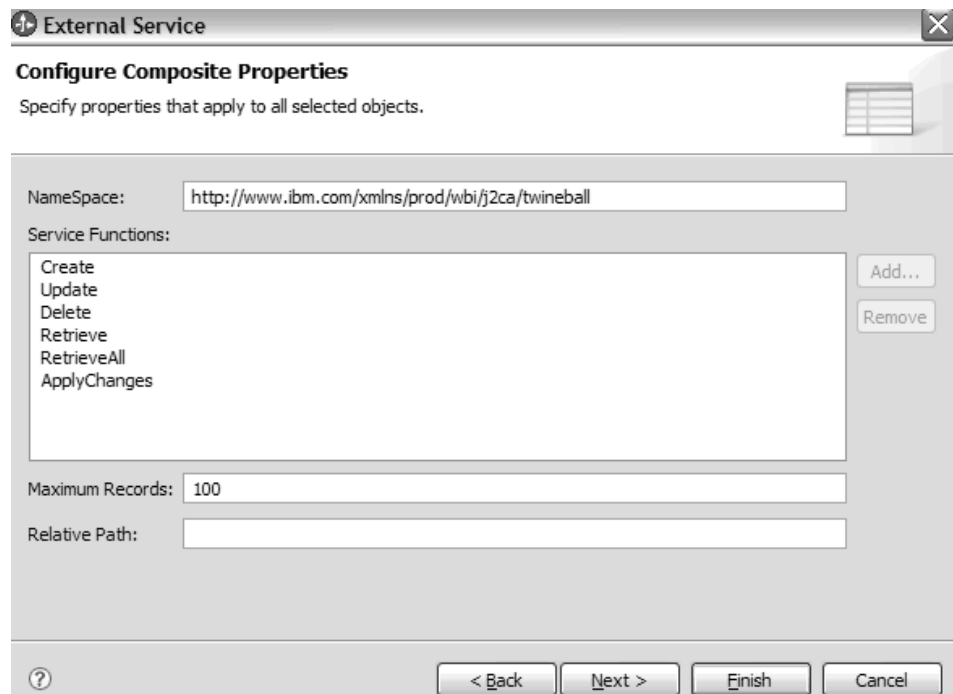 External Service
Configure Composite Properties
Specify properties that apply to all selected objects.
NameSpace: http://www.ibm.com/xmlns/prod/wbi/j2ca/twineball
Service Functions:
Create
Update
Delete
Retrieve
RetrieveAll
ApplyChanges
Add...
Remove
Maximum Records: 100
Relative Path:
? < Back Next > Finish Cancel